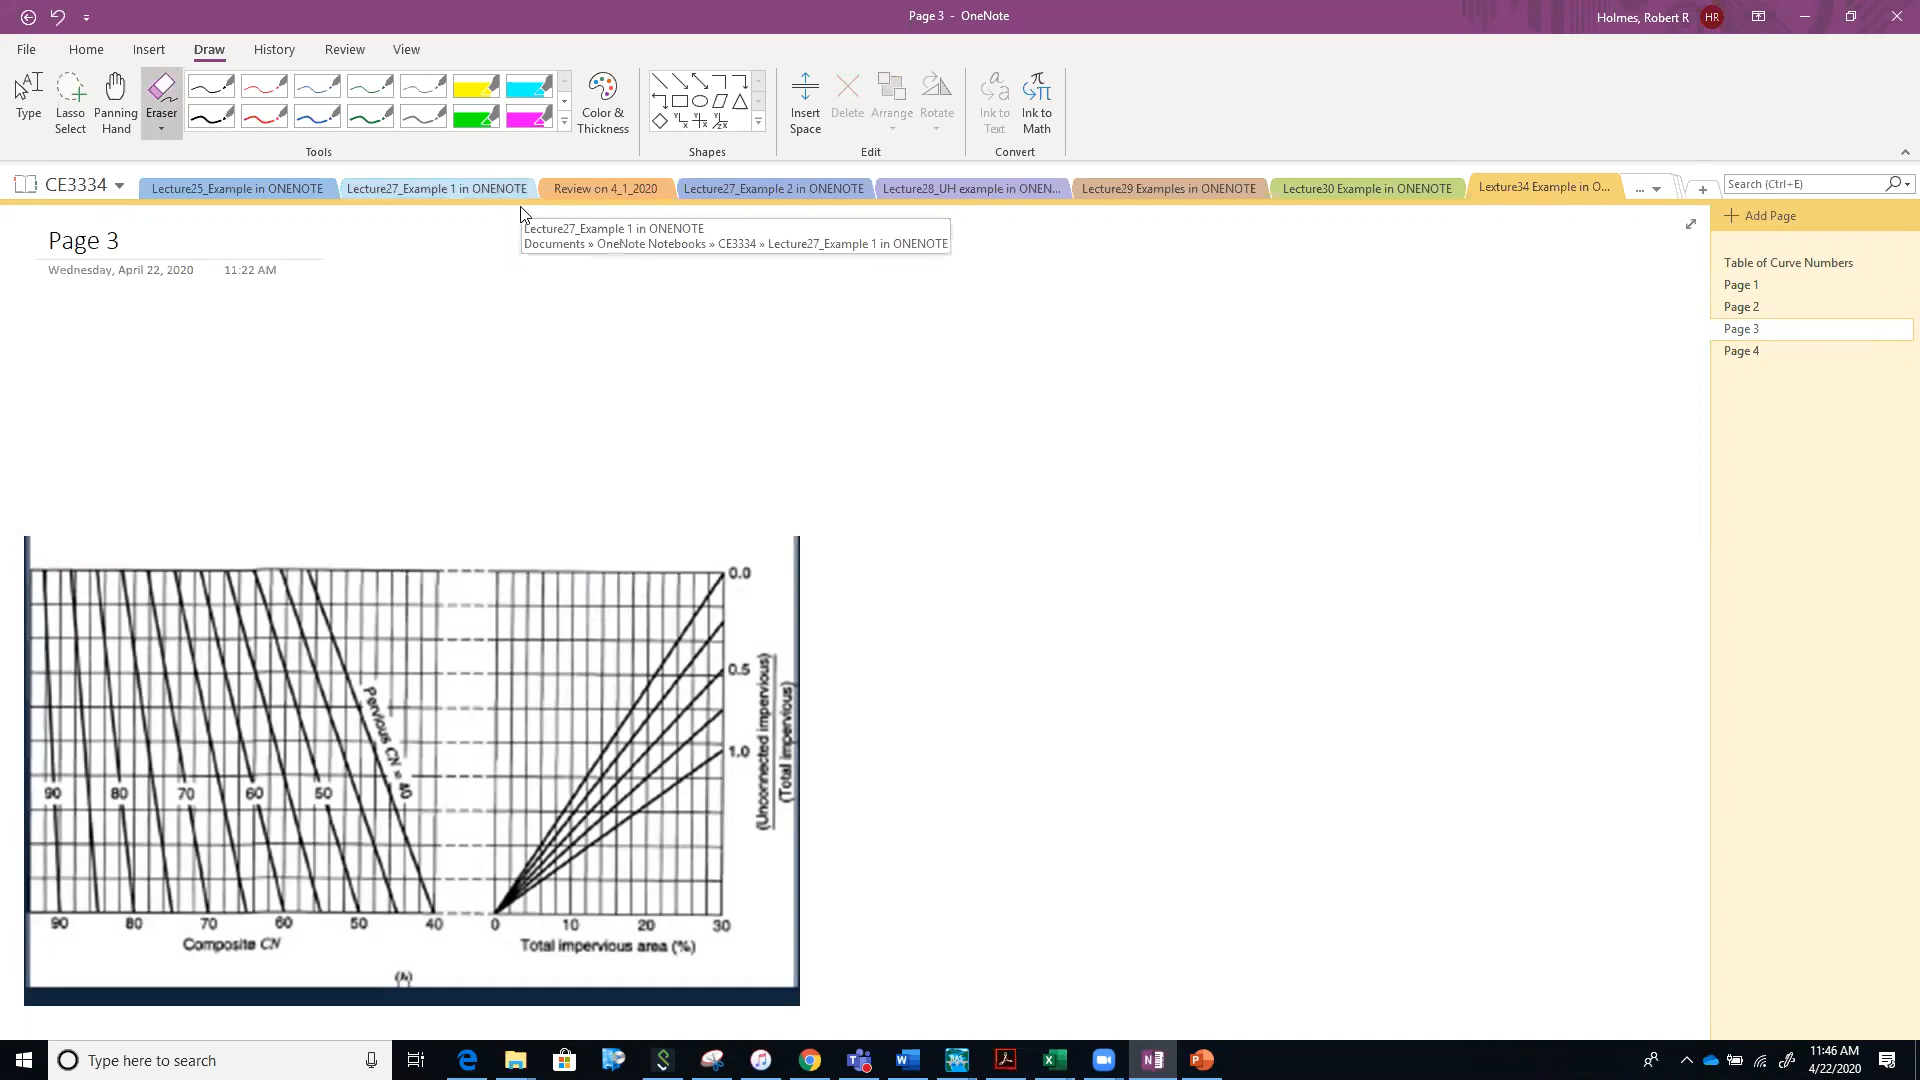 Page 3 - OneNote
Holmes, Robert R
HR
File
Home
Insert
Draw
History
Review
View
Type
Lasso
Select
Panning
Hand
Eraser
Color &
Thickness
Insert
Space
Delete
Arrange
Rotate
Ink to
Text
Ink to
Math
Tools
Shapes
Edit
Convert
CE3334
Lecture25_Example in ONENOTE
Lecture27_Example 1 in ONENOTE
Review on 4_1_2020
Lecture27_Example 2 in ONENOTE
Lecture28_UH example in ONEN...
Lecture29 Examples in ONENOTE
Lecture30 Example in ONENOTE
Lexture34 Example in O...
...
Search (Ctrl+E)
Lecture27_Example 1 in ONENOTE
Documents » OneNote Notebooks » CE3334 » Lecture27_Example 1 in ONENOTE
Page 3
Wednesday, April 22, 2020 11:22 AM
Add Page
Table of Curve Numbers
Page 1
Page 2
Page 3
Page 4
0.0
0.5
1.0
(Unconnected impervious)
(Total impervious)
Pervious CN = 40
90 80 70 60 50
90 80 70 60 50 40
Composite CN
0 10 20 30
Total impervious area (%)
(h)
Type here to search
11:46 AM
4/22/2020